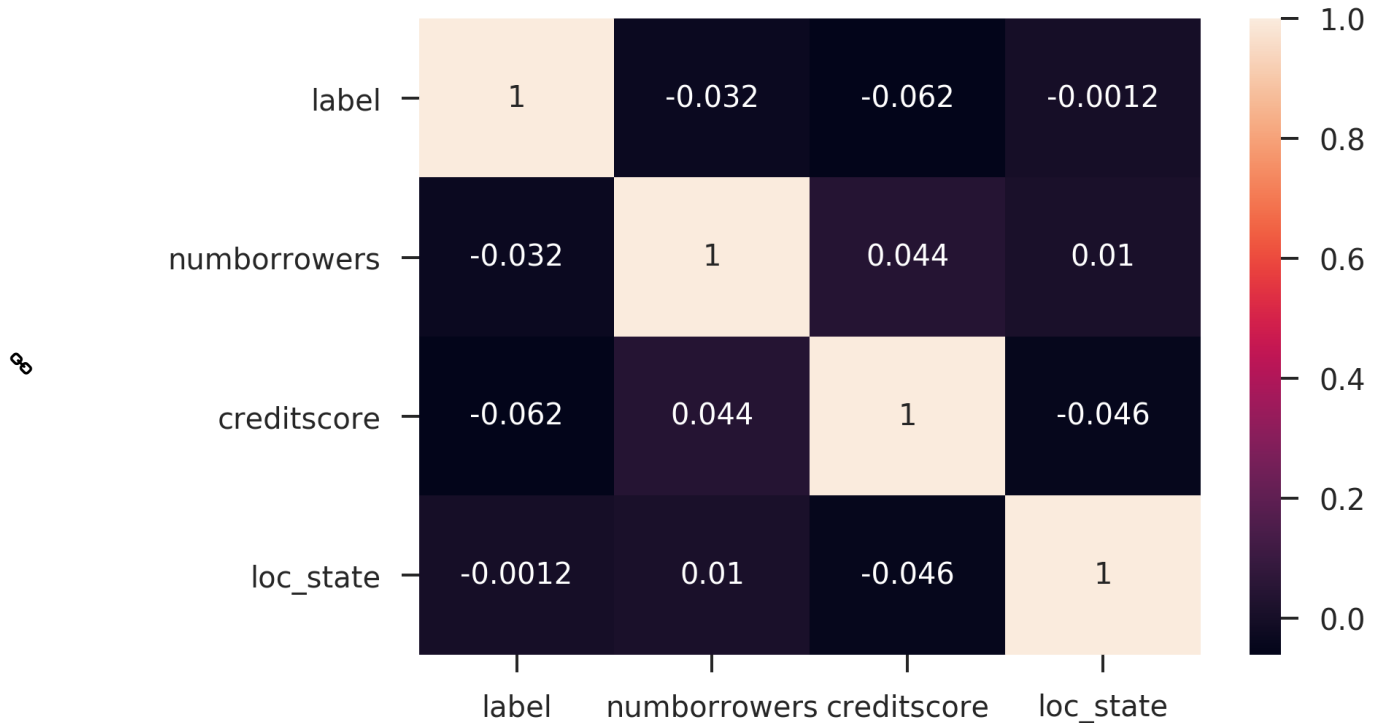 1.0
label 1 -0.032 -0.062 -0.0012
0.8
numborrowers -0.032 1 0.044 0.01
0.6
0.4
creditscore -0.062 0.044 1 -0.046
0.2
loc_state -0.0012 0.01 -0.046 1
0.0
label numborrowers creditscore loc_state